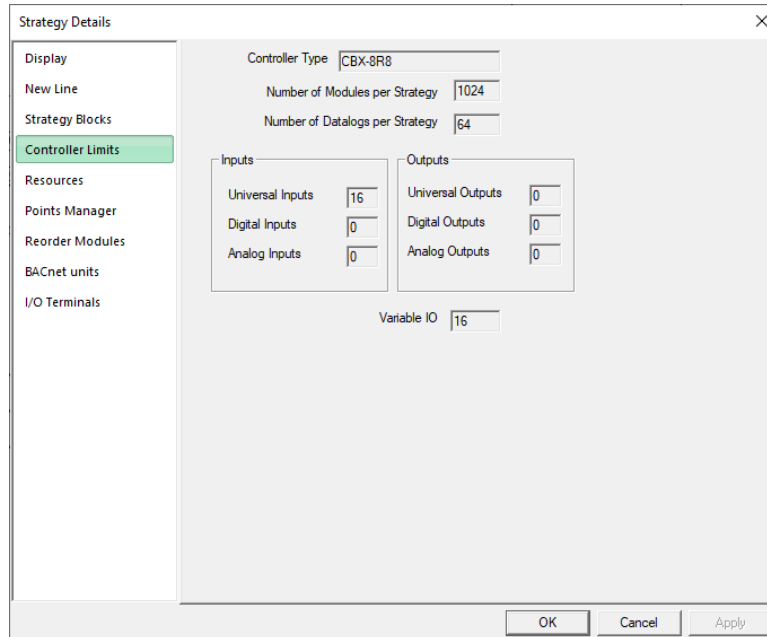 Strategy Details
Display
New Line
Strategy Blocks
Controller Limits
Resources
Points Manager
Reorder Modules
BACnet units
I/O Terminals
Controller Type CBX-8R8
Number of Modules per Strategy 1024
Number of Datalogs per Strategy 64
Inputs
Universal Inputs 16
Digital Inputs 0
Analog Inputs 0
Outputs
Universal Outputs 0
Digital Outputs 0
Analog Outputs 0
Variable IO 16
OK Cancel Apply